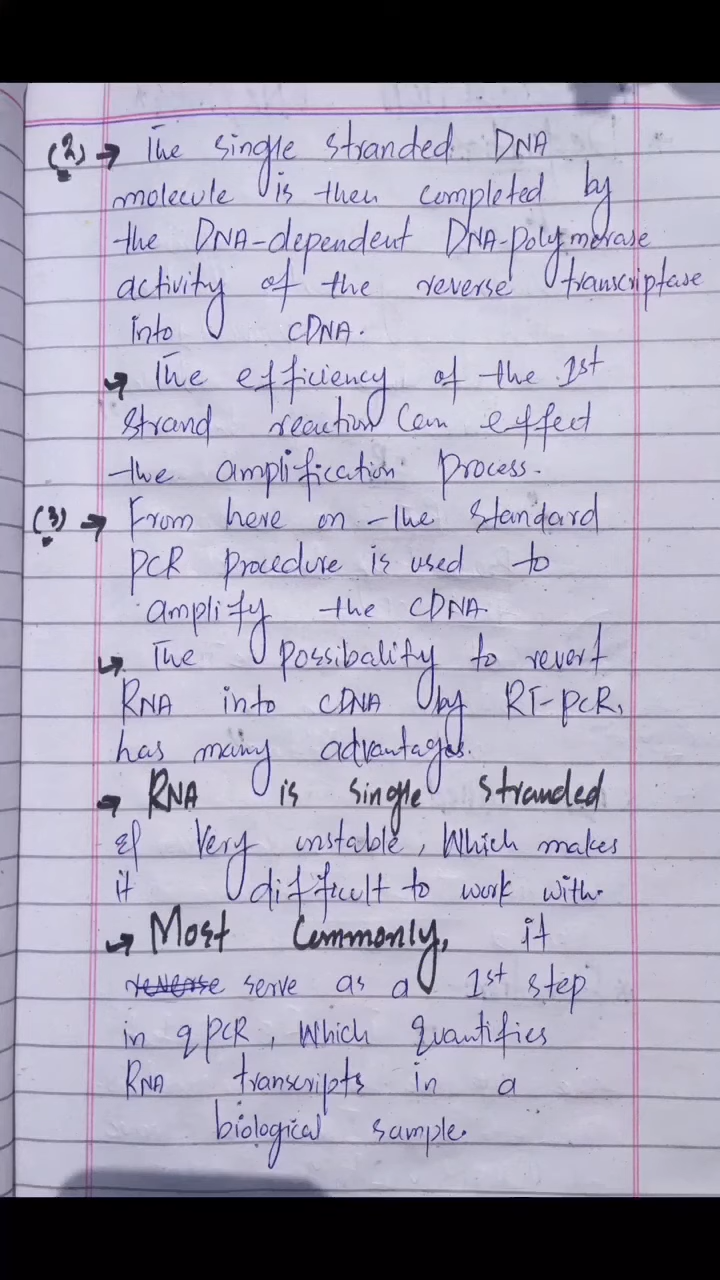 (2) → The single stranded DNA
molecule is then completed by
the DNA-dependent DNA-polymerase
activity of the reverse transcriptase
into cDNA.
→ The efficiency of the 1st
strand reaction can effect
the amplification process.
(3) → From here on the standard
PCR procedure is used to
amplify the cDNA
→ The possibality to revert
RNA into cDNA by RT-PCR,
has many advantages.
→ RNA is single stranded
& very unstable, which makes
it difficult to work with.
→ Most Commonly, it
reverse serve as a 1st step
in qPCR, which quantifies
RNA transcripts in a
biological sample.